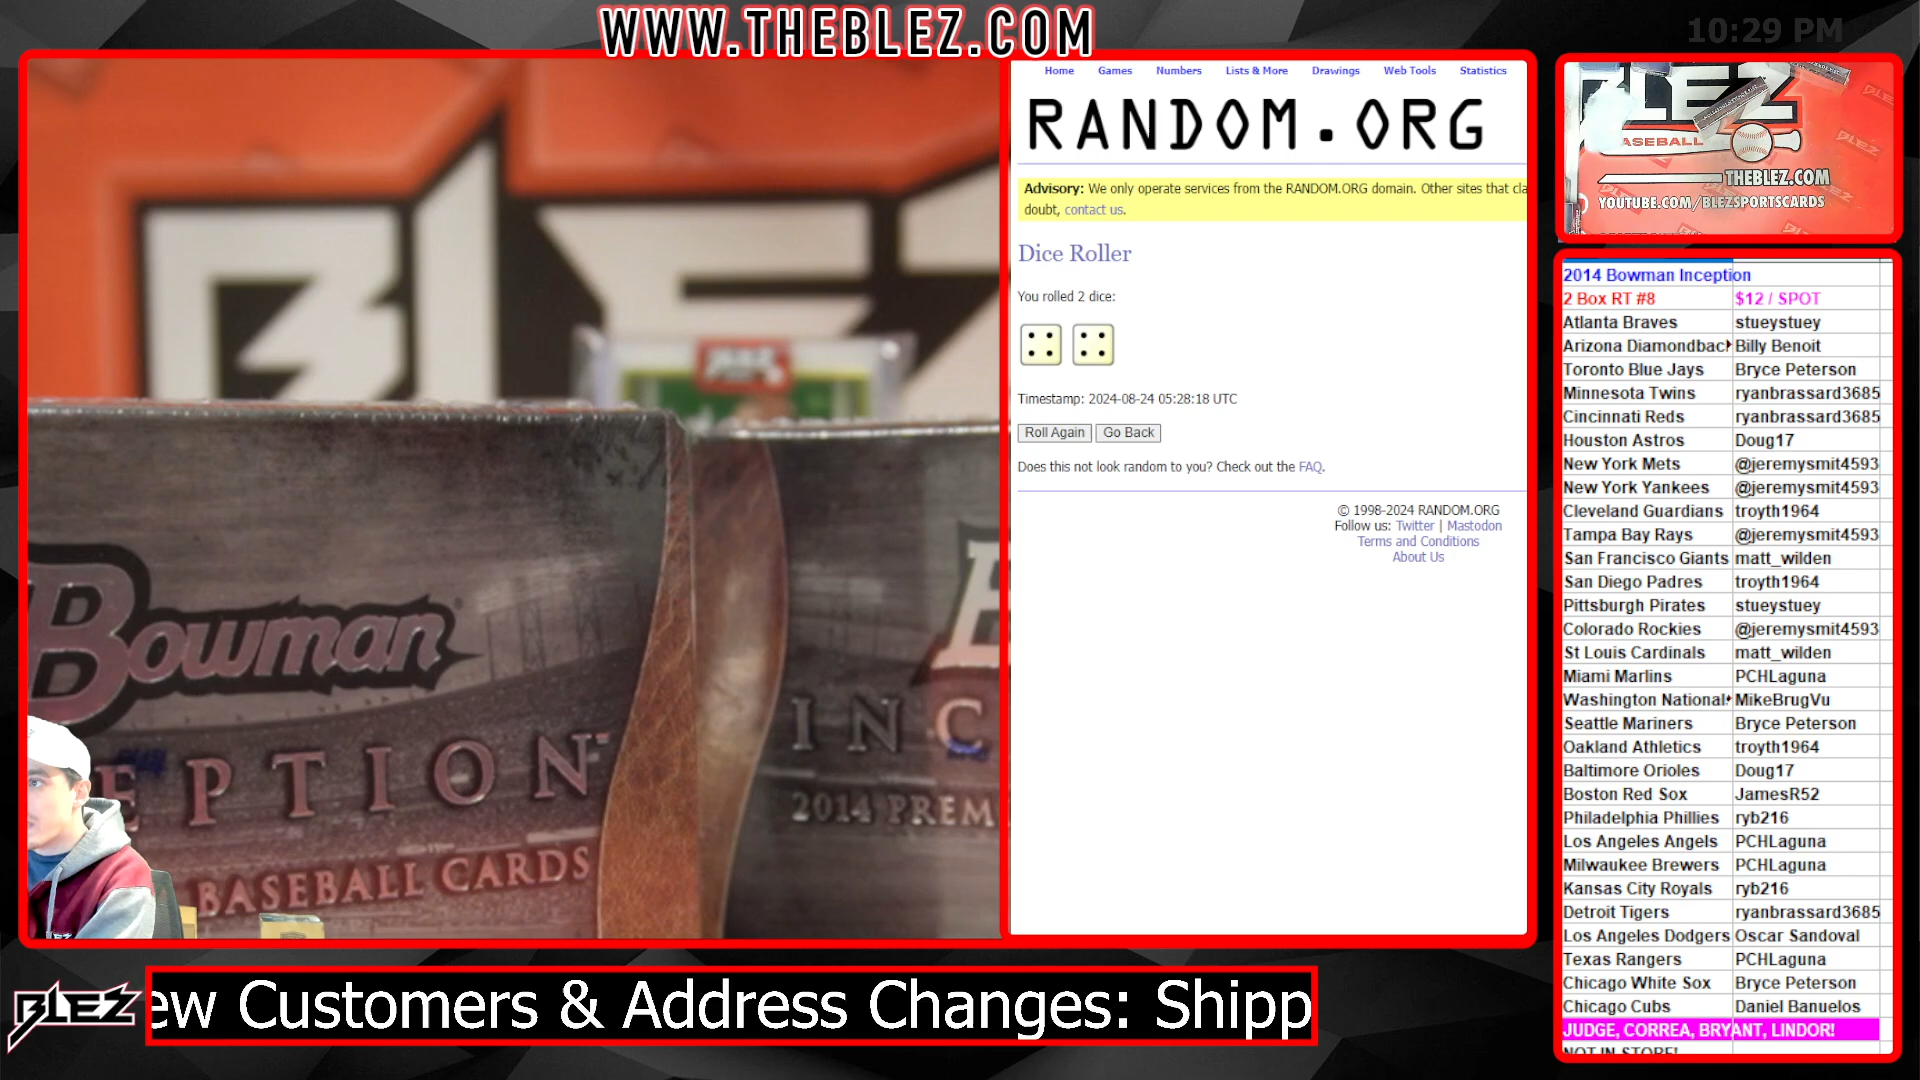 WWW.THEBLEZ.COM
10:29 PM
Home Games Numbers Lists & More Drawings Web Tools Statistics
RANDOM.ORG
Advisory: We only operate services from the RANDOM.ORG domain. Other sites that cla
doubt, contact us.
Dice Roller
You rolled 2 dice:
Timestamp: 2024-08-24 05:28:18 UTC
Roll Again Go Back
Does this not look random to you? Check out the FAQ.
© 1998-2024 RANDOM.ORG
Follow us: Twitter | Mastodon
Terms and Conditions
About Us
BLEZ
Bowman
EPTION
BASEBALL CARDS
INC
2014 PREM
LEZ
ASEBALL
THEBLEZ.COM
YOUTUBE.COM/BLEZSPORTSCARDS
2014 Bowman Inception
2 Box RT #8 $12 / SPOT
Atlanta Braves stueystuey
Arizona Diamondbac Billy Benoit
Toronto Blue Jays Bryce Peterson
Minnesota Twins ryanbrassard3685
Cincinnati Reds ryanbrassard3685
Houston Astros Doug17
New York Mets @jeremysmit4593
New York Yankees @jeremysmit4593
Cleveland Guardians troyth1964
Tampa Bay Rays @jeremysmit4593
San Francisco Giants matt_wilden
San Diego Padres troyth1964
Pittsburgh Pirates stueystuey
Colorado Rockies @jeremysmit4593
St Louis Cardinals matt_wilden
Miami Marlins PCHLaguna
Washington National MikeBrugVu
Seattle Mariners Bryce Peterson
Oakland Athletics troyth1964
Baltimore Orioles Doug17
Boston Red Sox JamesR52
Philadelphia Phillies ryb216
Los Angeles Angels PCHLaguna
Milwaukee Brewers PCHLaguna
Kansas City Royals ryb216
Detroit Tigers ryanbrassard3685
Los Angeles Dodgers Oscar Sandoval
Texas Rangers PCHLaguna
Chicago White Sox Bryce Peterson
Chicago Cubs Daniel Banuelos
JUDGE, CORREA, BRYANT, LINDOR!
NOT IN STORE!
BLEZ
ew Customers & Address Changes: Shipp